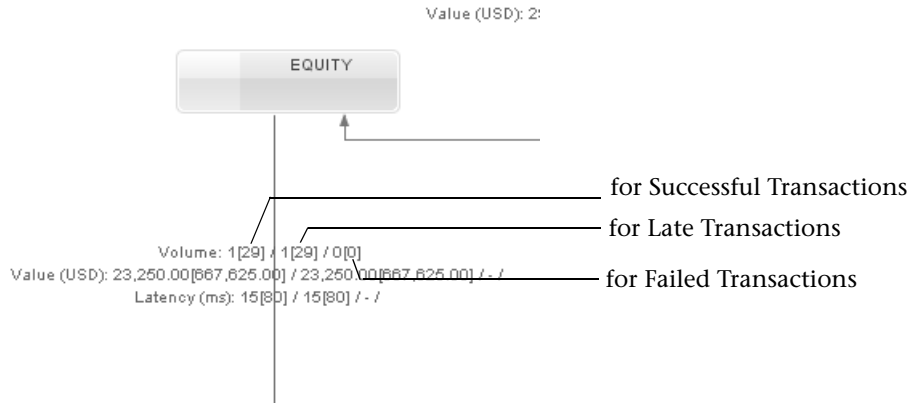 Value (USD): 2
EQUITY
for Successful Transactions
for Late Transactions
Volume: 1[29] / 1[29] / 0[0]
Value (USD): 23,250.00[667,625.00] / 23,250.00[667,625.00] / - /
for Failed Transactions
Latency (ms): 15[80] / 15[80] / - /